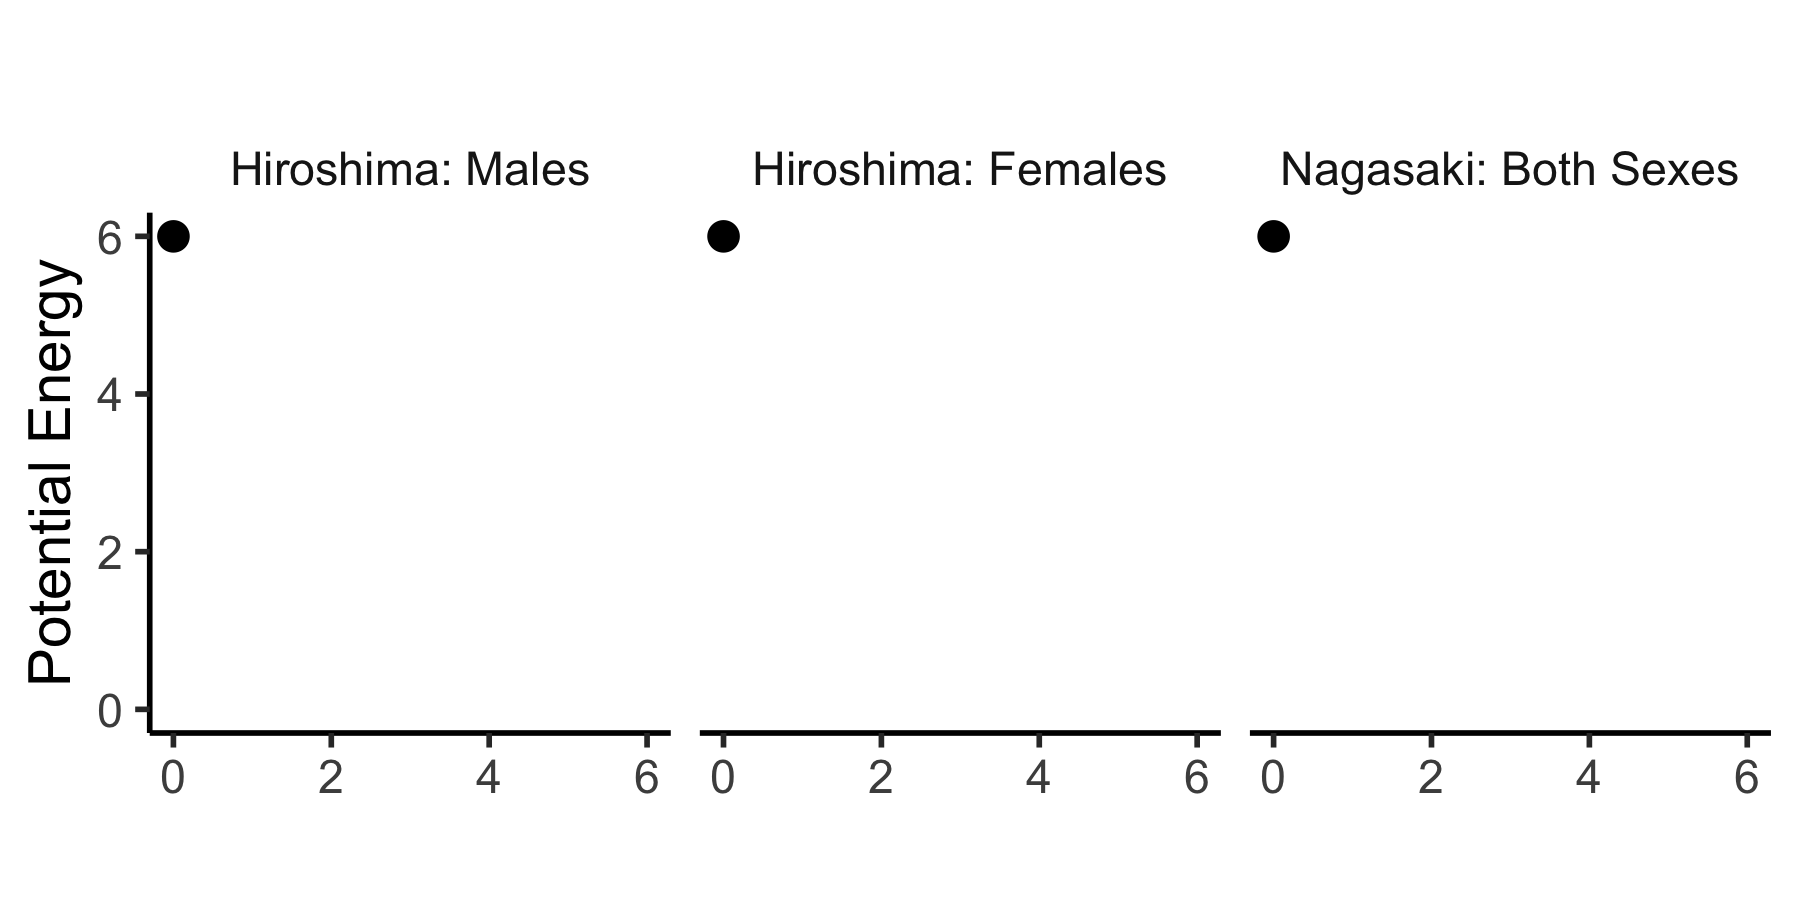 Hiroshima: Males
Hiroshima: Females
Nagasaki: Both Sexes
Potential Energy
6
4
2
0
0 2 4 6
0 2 4 6
0 2 4 6